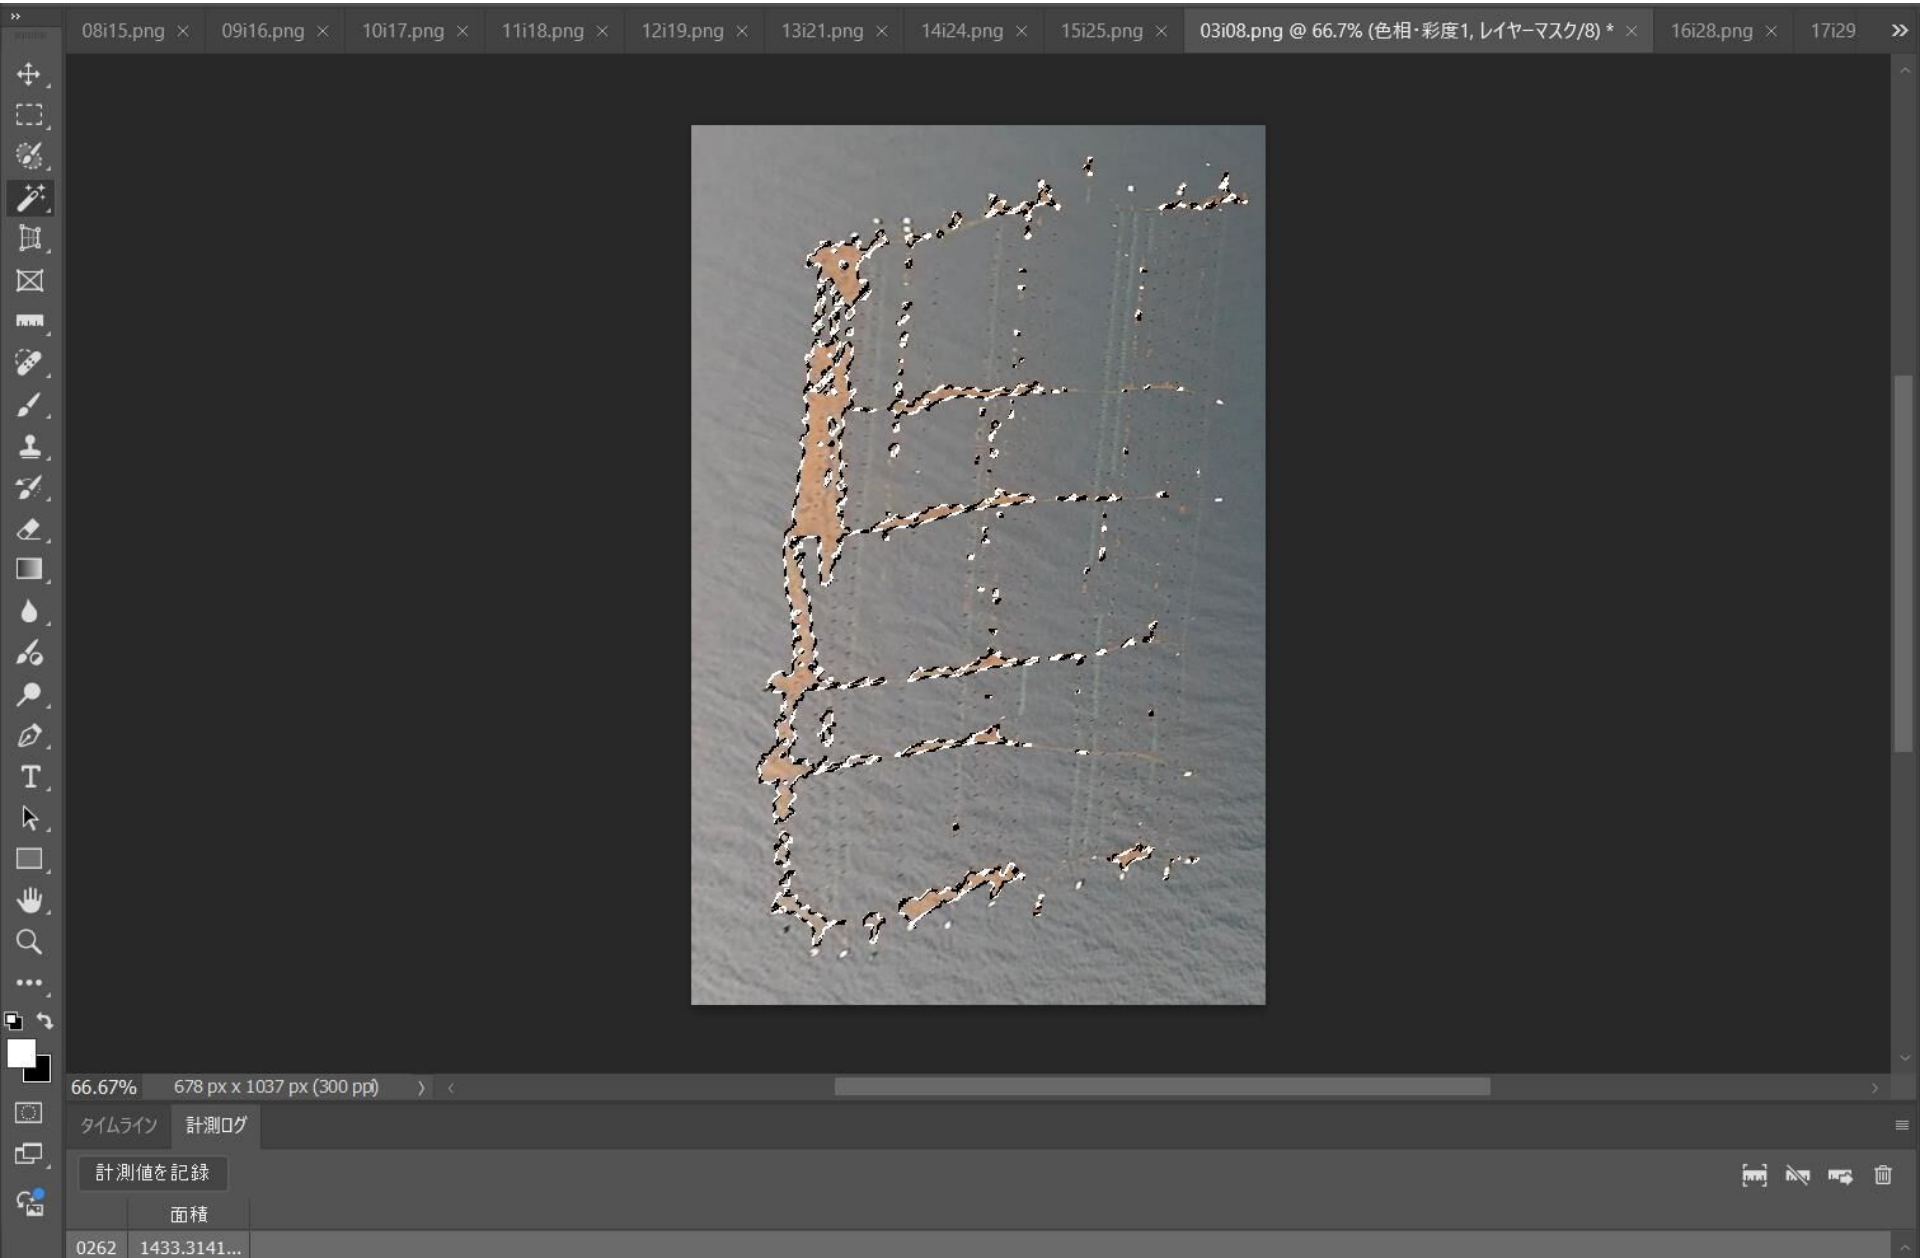 08i15.png × 09i16.png × 10i17.png × 11i18.png × 12i19.png × 13i21.png × 14i24.png × 15i25.png × 03i08.png @ 66.7% (色相・彩度1, レイヤーマスク/8) * × 16i28.png × 17i29
66.67% 678 px x 1037 px (300 ppi)
タイムライン 計測ログ
計測値を記録
面積
0262 1433.3141...